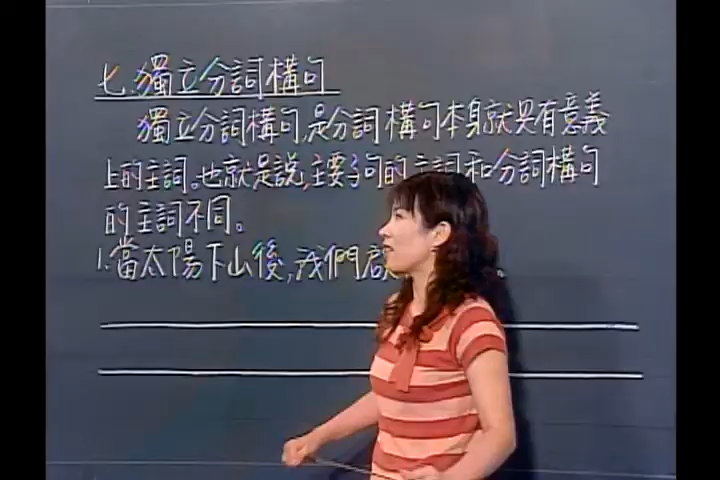 七.獨立分詞構句
獨立分詞構句,是分詞構句本身就具有意義
上的主詞。也就是說,主要子句的主詞和分詞構句
的主詞不同。
1.當太陽下山後,我們啟。